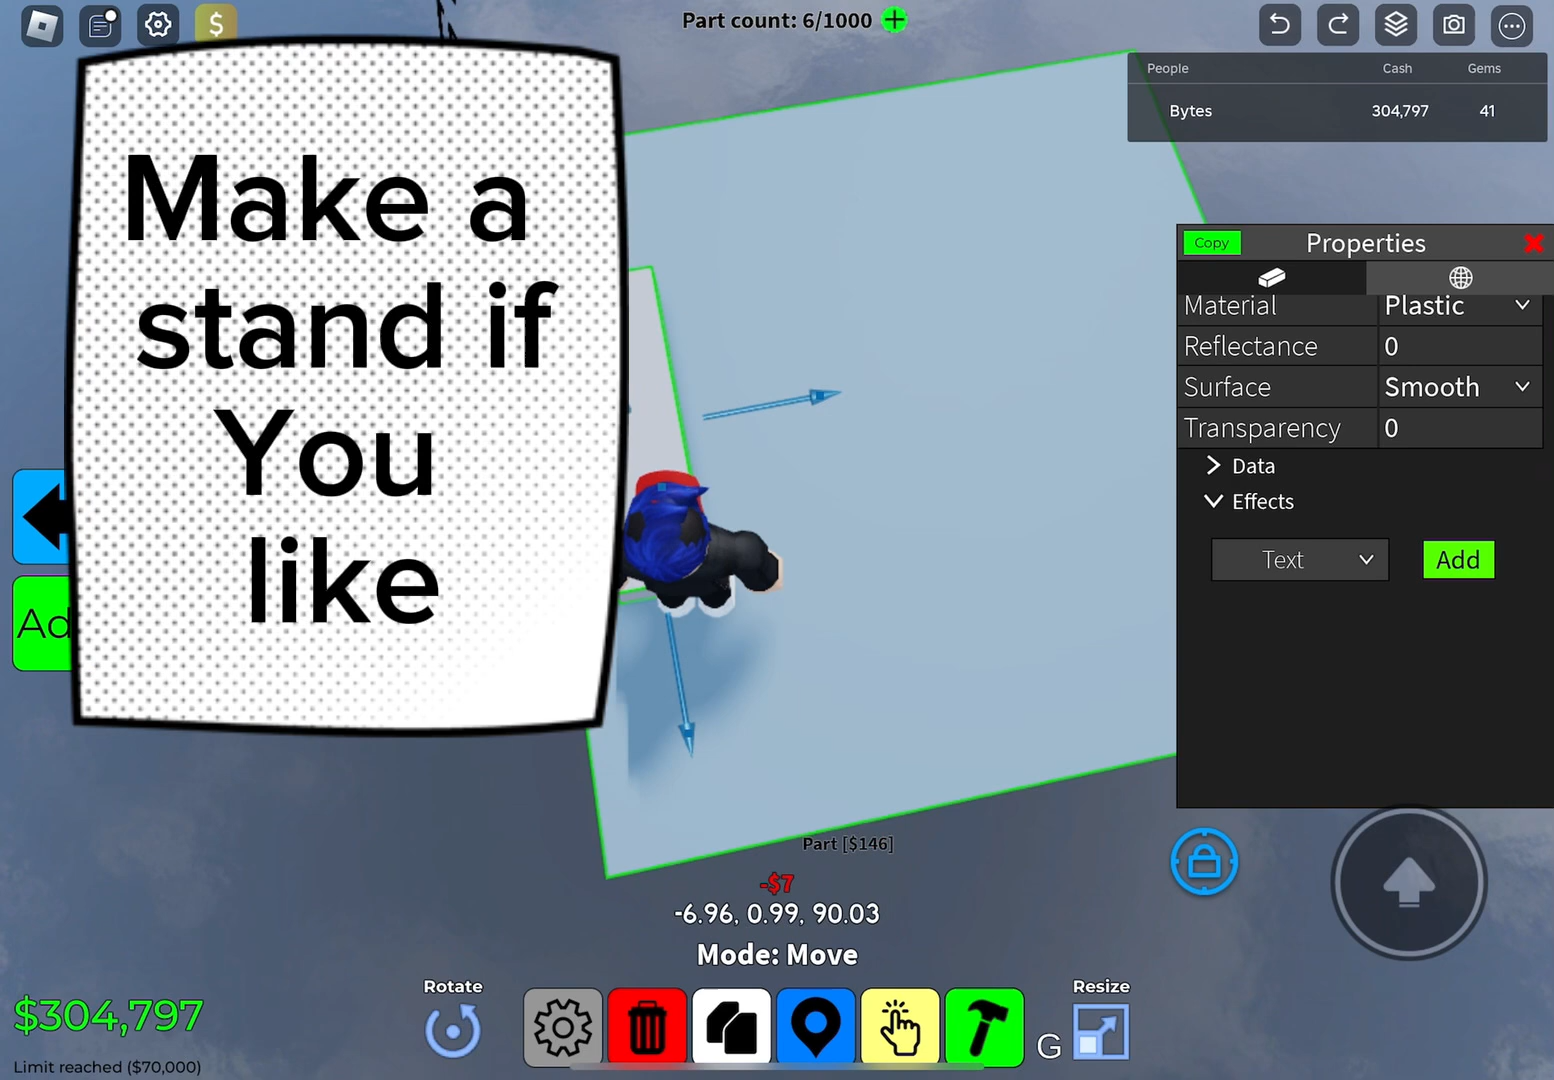 $
Part count: 6/1000
People Cash Gems
Bytes 304,797 41
Make a
stand if
You
like
Ad
Copy Properties
Material Plastic
Reflectance 0
Surface Smooth
Transparency 0
Data
Effects
Text Add
Part [$146]
-$7
-6.96, 0.99, 90.03
Mode: Move
Rotate
Resize
G
$304,797
Limit reached ($70,000)